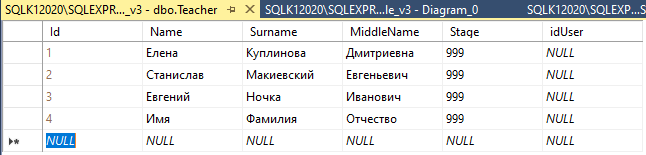 SQLK12020\SQLEXPR..._v3 - dbo.Teacher SQLK12020\SQLEXPR...le_v3 - Diagram_0 SQLK12020\SQLEXP...
Id Name Surname MiddleName Stage idUser
1 Елена Куплинова Дмитриевна 999 NULL
2 Станислав Макиевский Евгеньевич 999 NULL
3 Евгений Ночка Иванович 999 NULL
4 Имя Фамилия Отчество 999 NULL
NULL NULL NULL NULL NULL NULL